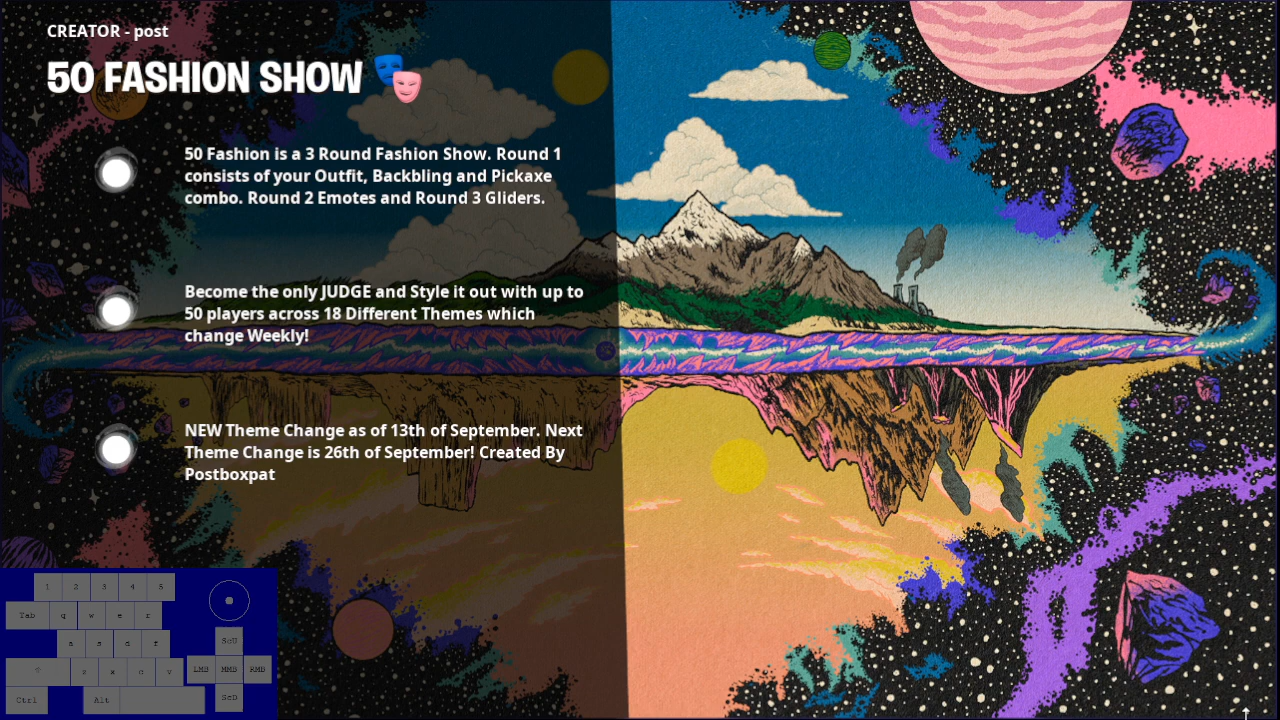 CREATOR - post
50 FASHION SHOW
50 Fashion is a 3 Round Fashion Show. Round 1
consists of your Outfit, Backbling and Pickaxe
combo. Round 2 Emotes and Round 3 Gliders.
Become the only JUDGE and Style it out with up to
50 players across 18 Different Themes which
change Weekly!
NEW Theme Change as of 13th of September. Next
Theme Change is 26th of September! Created By
Postboxpat
1 2 3 4 5
Tab q w e r
a s d f
ScU
z x c v LMB MMB RMB
Ctrl Alt ScD